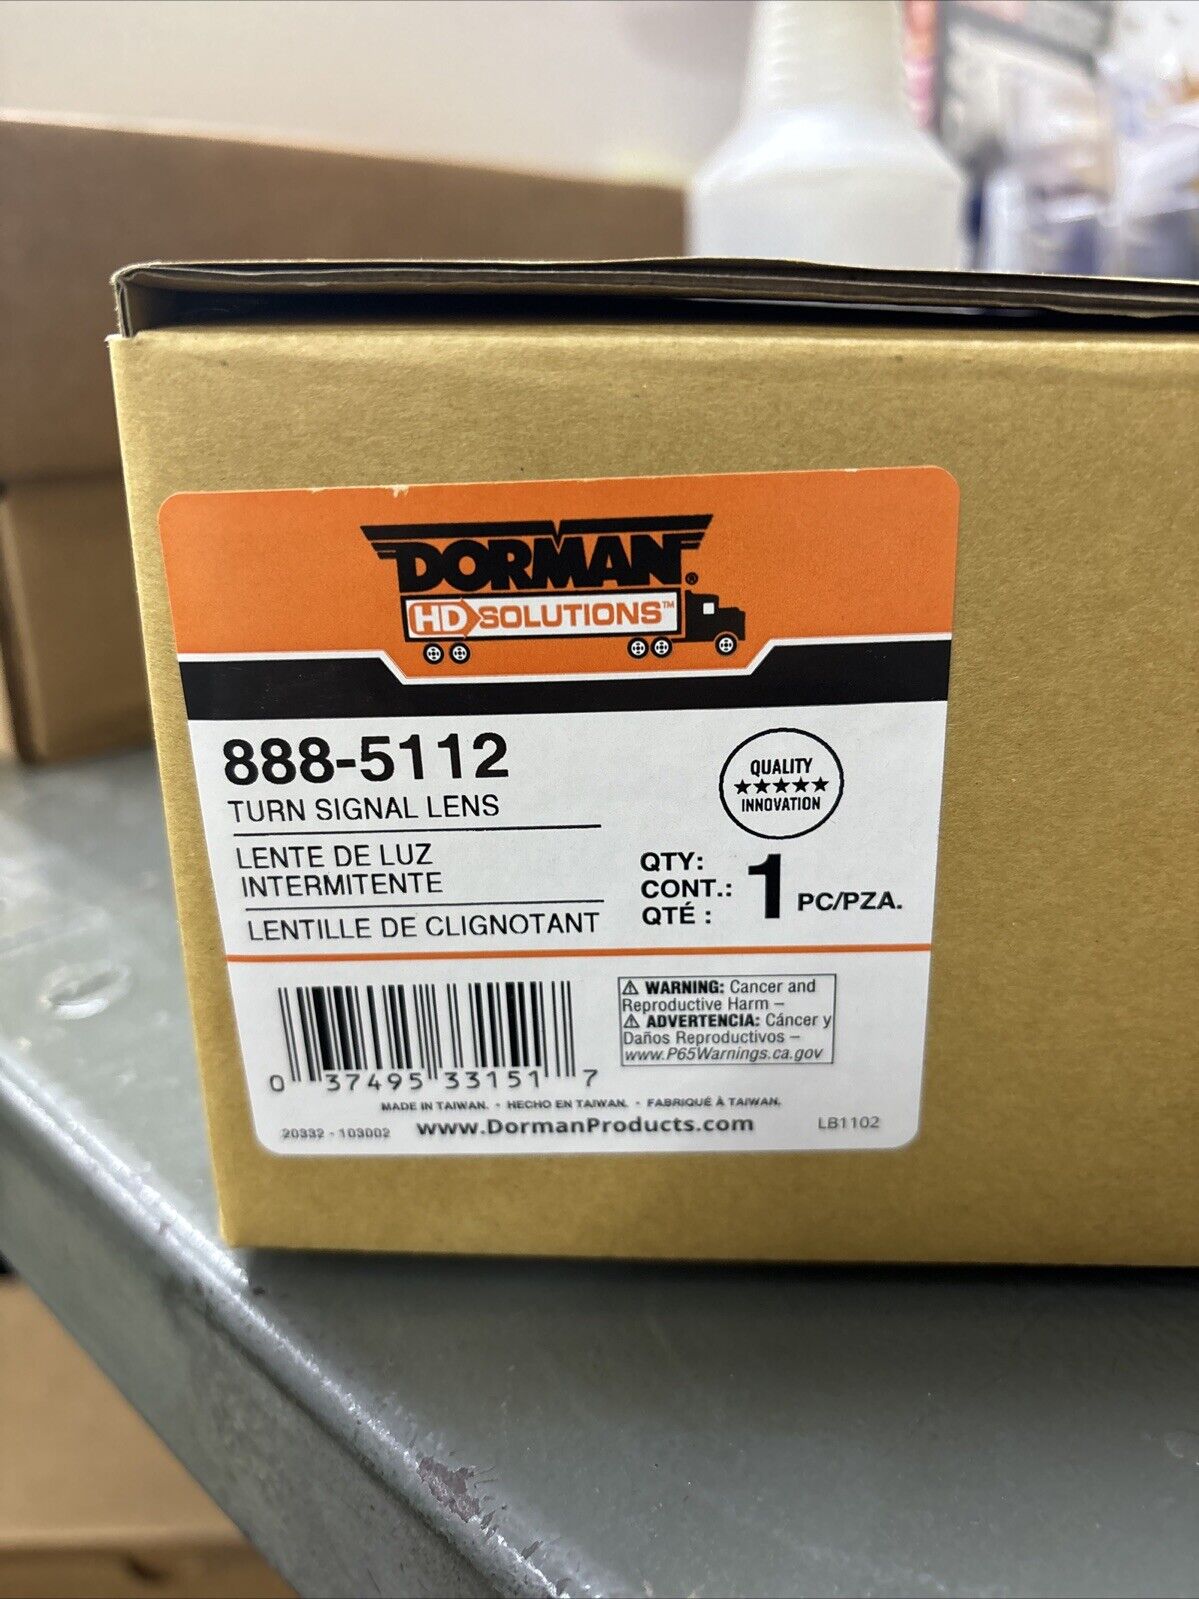 DORMAN®
HD SOLUTIONS™
888-5112
TURN SIGNAL LENS
LENTE DE LUZ
INTERMITENTE
LENTILLE DE CLIGNOTANT
QUALITY
★★★★★
INNOVATION
QTY:
CONT.:
QTÉ :
1 PC/PZA.
⚠ WARNING: Cancer and
Reproductive Harm –
⚠ ADVERTENCIA: Cáncer y
Daños Reproductivos –
www.P65Warnings.ca.gov
0 37495 33151 7
MADE IN TAIWAN. • HECHO EN TAIWAN. • FABRIQUÉ À TAIWAN.
20332 - 103002 www.DormanProducts.com LB1102